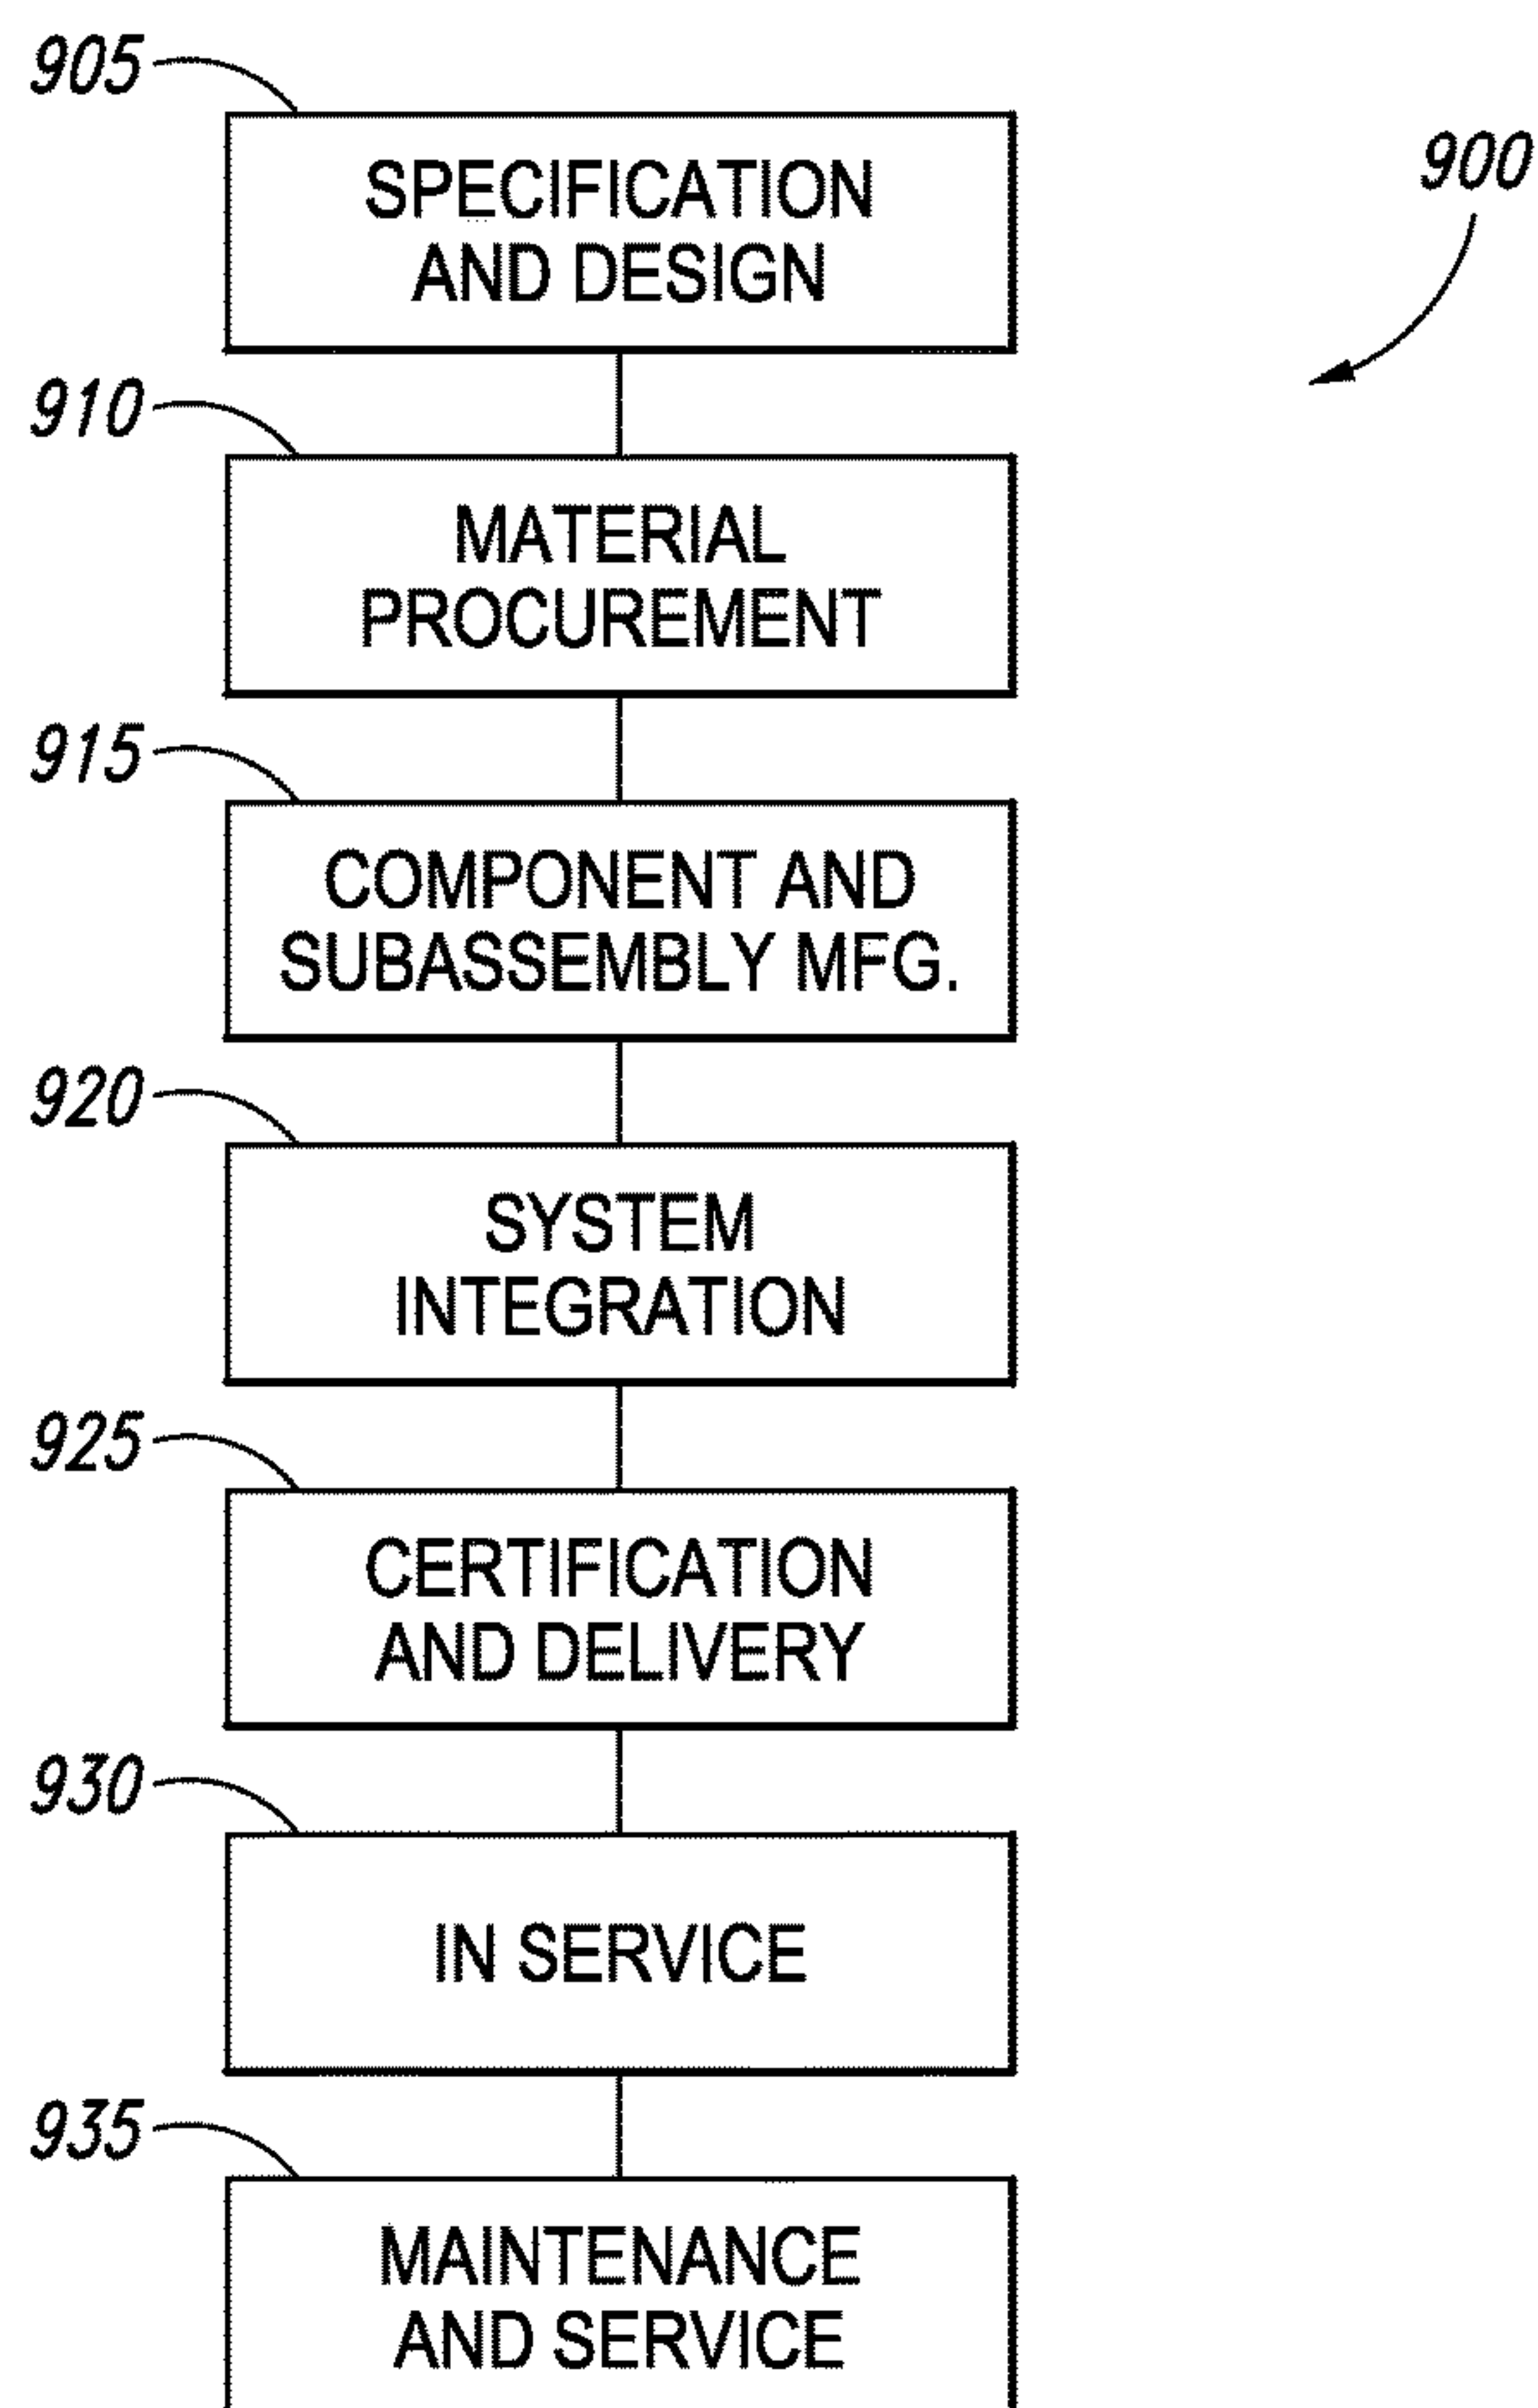 905
SPECIFICATION
AND DESIGN
900
910
MATERIAL
PROCUREMENT
915
COMPONENT AND
SUBASSEMBLY MFG.
920
SYSTEM
INTEGRATION
925
CERTIFICATION
AND DELIVERY
930
IN SERVICE
935
MAINTENANCE
AND SERVICE